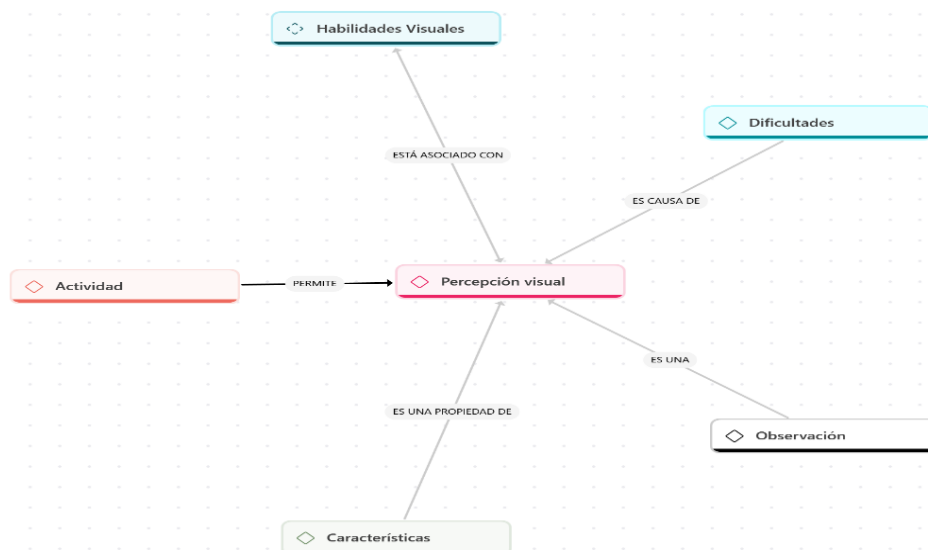 Habilidades Visuales
Dificultades
ESTÁ ASOCIADO CON
ES CAUSA DE
Actividad
PERMITE
Percepción visual
ES UNA
ES UNA PROPIEDAD DE
Observación
Características